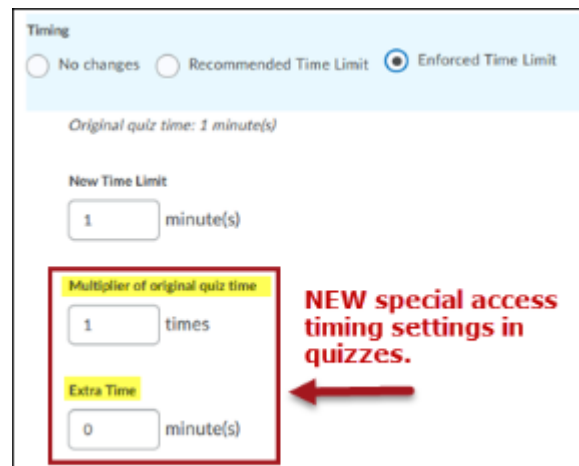 Timing
No changes Recommended Time Limit Enforced Time Limit
Original quiz time: 1 minute(s)
New Time Limit
1 minute(s)
Multiplier of original quiz time
1 times
NEW special access
timing settings in
quizzes.
Extra Time
0 minute(s)